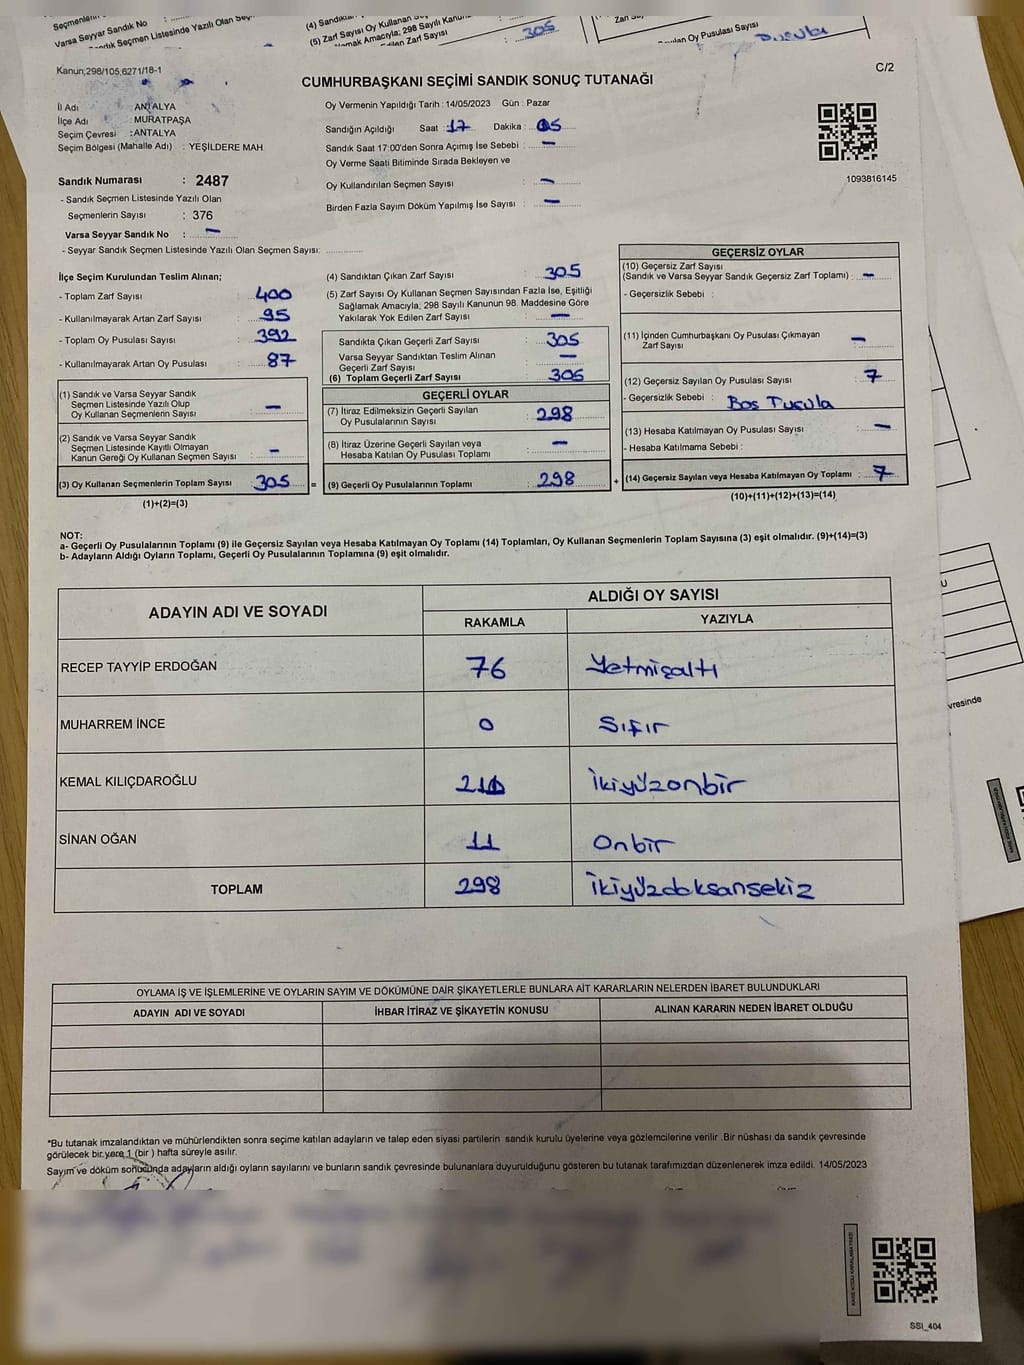 Seçmenlerin
Varsa Seyyar Sandık No
Seçmen Listesinde Yazılı Olan
(5) Zarf Sayısı Oy Kullanan
Amacıyla; 298 Sayılı
Zarf Sayısı
305
Oy Pusulası Sayısı
Pusula
Kanun;298/105,6271/18-1
C/2
CUMHURBAŞKANI SEÇİMİ SANDIK SONUÇ TUTANAĞI
İl Adı : ANTALYA
İlçe Adı : MURATPAŞA
Seçim Çevresi : ANTALYA
Seçim Bölgesi (Mahalle Adı) : YEŞİLDERE MAH
Oy Vermenin Yapıldığı Tarih : 14/05/2023 Gün : Pazar
Sandığın Açıldığı Saat : 17 Dakika : 05
Sandık Saat 17:00'den Sonra Açımış İse Sebebi : -
Oy Verme Saati Bitiminde Sırada Bekleyen ve
Oy Kullandırılan Seçmen Sayısı : -
Birden Fazla Sayım Döküm Yapılmış İse Sayısı : -
1093816145
Sandık Numarası : 2487
- Sandık Seçmen Listesinde Yazılı Olan
Seçmenlerin Sayısı : 376
Varsa Seyyar Sandık No : -
- Seyyar Sandık Seçmen Listesinde Yazılı Olan Seçmen Sayısı:
İlçe Seçim Kurulundan Teslim Alınan;
- Toplam Zarf Sayısı : 400
- Kullanılmayarak Artan Zarf Sayısı : 95
- Toplam Oy Pusulası Sayısı : 392
- Kullanılmayarak Artan Oy Pusulası : 87
(1) Sandık ve Varsa Seyyar Sandık
Seçmen Listesinde Yazılı Olup
Oy Kullanan Seçmenlerin Sayısı : -
(2) Sandık ve Varsa Seyyar Sandık
Seçmen Listesinde Kayıtlı Olmayan
Kanun Gereği Oy Kullanan Seçmen Sayısı : -
(3) Oy Kullanan Seçmenlerin Toplam Sayısı 305 =
(1)+(2)=(3)
(4) Sandıktan Çıkan Zarf Sayısı : 305
(5) Zarf Sayısı Oy Kullanan Seçmen Sayısından Fazla İse, Eşitliği
Sağlamak Amacıyla; 298 Sayılı Kanunun 98. Maddesine Göre
Yakılarak Yok Edilen Zarf Sayısı : -
Sandıkta Çıkan Geçerli Zarf Sayısı : 305
Varsa Seyyar Sandıktan Teslim Alınan
Geçerli Zarf Sayısı : -
(6) Toplam Geçerli Zarf Sayısı : 305
GEÇERLİ OYLAR
(7) İtiraz Edilmeksizin Geçerli Sayılan
Oy Pusulalarının Sayısı : 298
(8) İtiraz Üzerine Geçerli Sayılan veya
Hesaba Katılan Oy Pusulası Toplamı : -
(9) Geçerli Oy Pusulalarının Toplamı : 298 +
GEÇERSİZ OYLAR
(10) Geçersiz Zarf Sayısı
(Sandık ve Varsa Seyyar Sandık Geçersiz Zarf Toplamı) : -
- Geçersizlik Sebebi :
(11) İçinden Cumhurbaşkanı Oy Pusulası Çıkmayan
Zarf Sayısı : -
(12) Geçersiz Sayılan Oy Pusulası Sayısı : 7
- Geçersizlik Sebebi : Boş Pusula
(13) Hesaba Katılmayan Oy Pusulası Sayısı : -
- Hesaba Katılmama Sebebi :
(14) Geçersiz Sayılan veya Hesaba Katılmayan Oy Toplamı : 7
(10)+(11)+(12)+(13)=(14)
NOT:
a- Geçerli Oy Pusulalarının Toplamı (9) ile Geçersiz Sayılan veya Hesaba Katılmayan Oy Toplamı (14) Toplamları, Oy Kullanan Seçmenlerin Toplam Sayısına (3) eşit olmalıdır. (9)+(14)=(3)
b- Adayların Aldığı Oyların Toplamı, Geçerli Oy Pusulalarının Toplamına (9) eşit olmalıdır.
ADAYIN ADI VE SOYADI ALDIĞI OY SAYISI
RAKAMLA YAZIYLA
RECEP TAYYİP ERDOĞAN 76 Yetmişaltı
MUHARREM İNCE 0 Sıfır
KEMAL KILIÇDAROĞLU 211 İkiyüzonbir
SİNAN OĞAN 11 Onbir
TOPLAM 298 İkiyüzdoksansekiz
OYLAMA İŞ VE İŞLEMLERİNE VE OYLARIN SAYIM VE DÖKÜMÜNE DAİR ŞİKAYETLERLE BUNLARA AİT KARARLARIN NELERDEN İBARET BULUNDUKLARI
ADAYIN ADI VE SOYADI İHBAR İTİRAZ VE ŞİKAYETİN KONUSU ALINAN KARARIN NEDEN İBARET OLDUĞU
*Bu tutanak imzalandıktan ve mühürlendikten sonra seçime katılan adayların ve talep eden siyasi partilerin sandık kurulu üyelerine veya gözlemcilerine verilir .Bir nüshası da sandık çevresinde
görülecek bir yere 1 (bir ) hafta süreyle asılır.
Sayım ve döküm sonucunda adayların aldığı oyların sayılarını ve bunların sandık çevresinde bulunanlara duyurulduğunu gösteren bu tutanak tarafımızdan düzenlenerek imza edildi. 14/05/2023
SSI_404